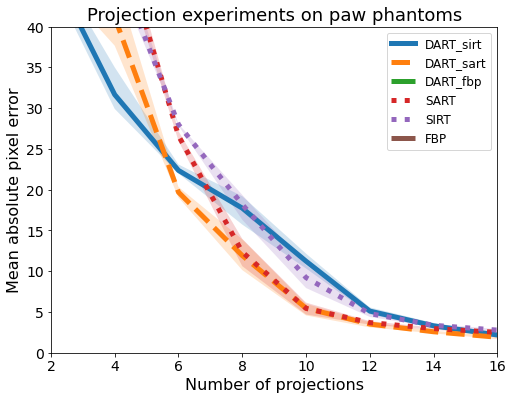 Projection experiments on paw phantoms
Mean absolute pixel error
40
35
30
25
20
15
10
5
0
2 4 6 8 10 12 14 16
Number of projections
DART_sirt
DART_sart
DART_fbp
SART
SIRT
FBP